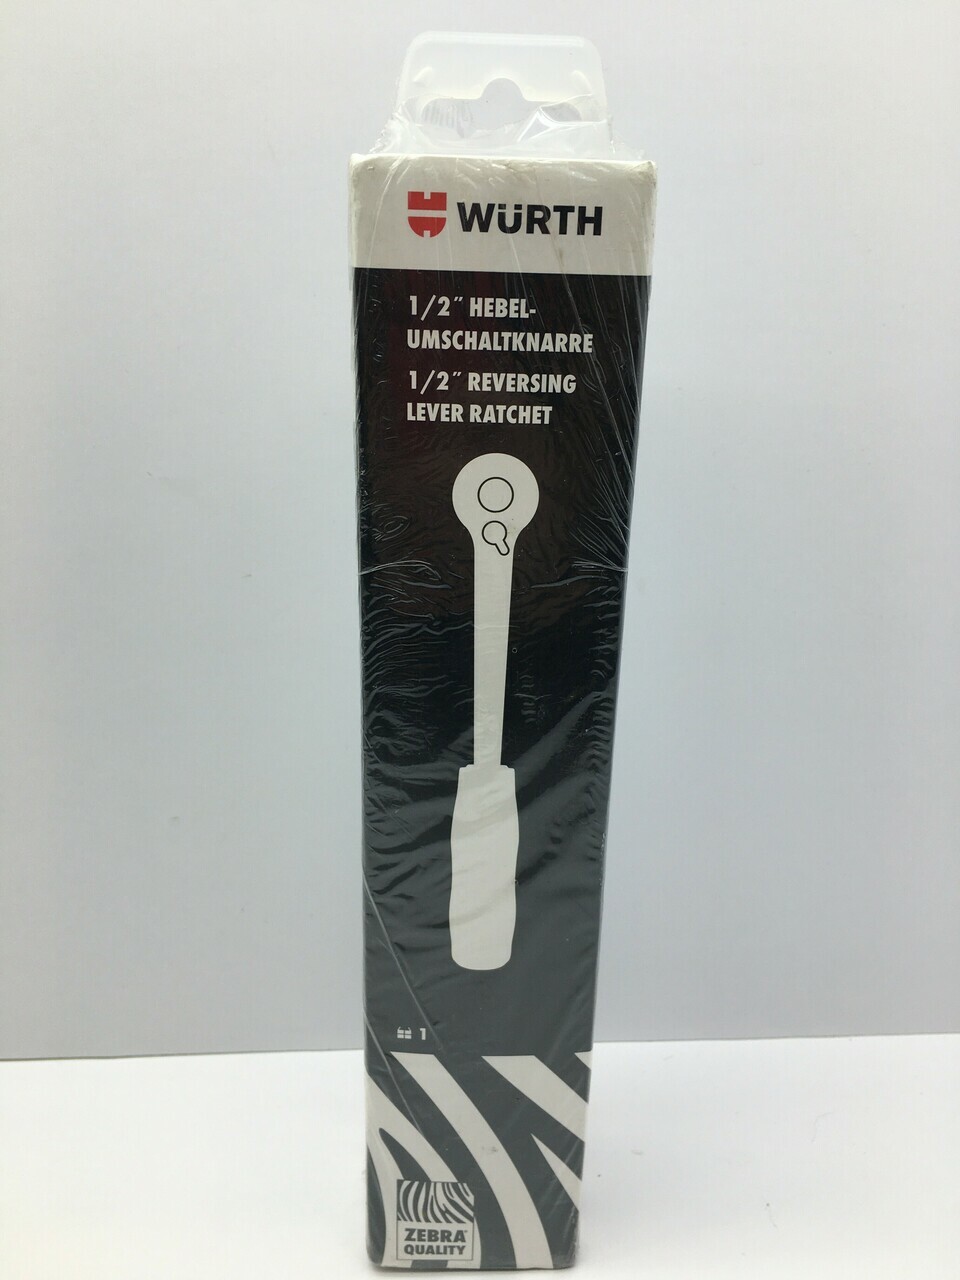 WÜRTH
1/2″ HEBEL-
UMSCHALTKNARRE
1/2″ REVERSING
LEVER RATCHET
1
ZEBRA®
QUALITY